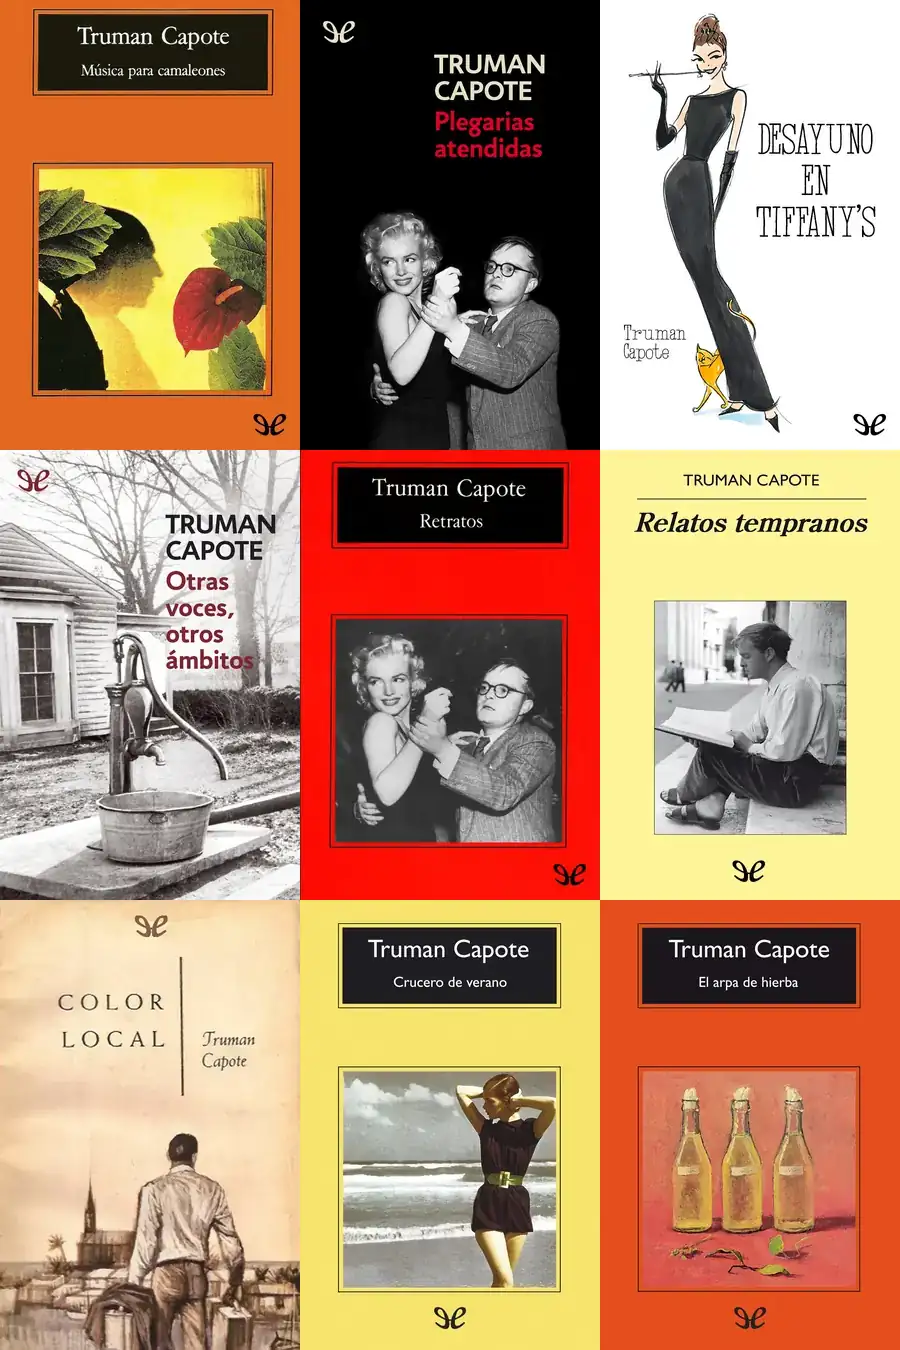 Truman Capote
Música para camaleones
TRUMAN
CAPOTE
Plegarias
atendidas
DESAYUNO
EN
TIFFANY'S
Truman
Capote
TRUMAN
CAPOTE
Otras
voces,
otros
ámbitos
Truman Capote
Retratos
TRUMAN CAPOTE
Relatos tempranos
COLOR
LOCAL
Truman
Capote
Truman Capote
Crucero de verano
Truman Capote
El arpa de hierba